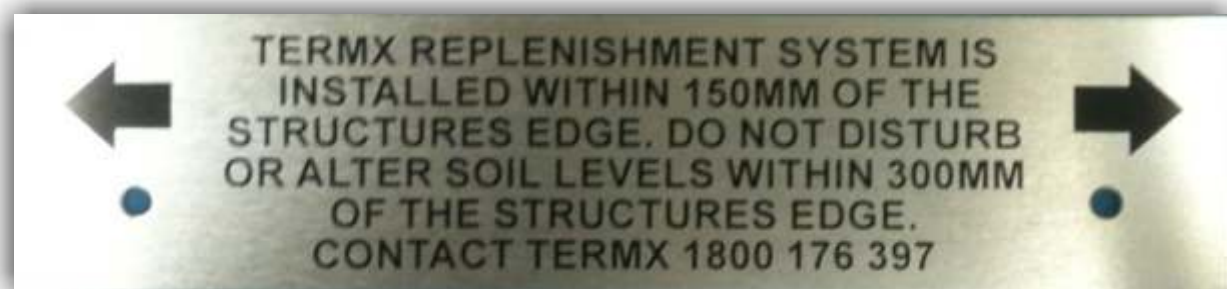 TERMX REPLENISHMENT SYSTEM IS
INSTALLED WITHIN 150MM OF THE
STRUCTURES EDGE. DO NOT DISTURB
OR ALTER SOIL LEVELS WITHIN 300MM
OF THE STRUCTURES EDGE.
CONTACT TERMX 1800 176 397